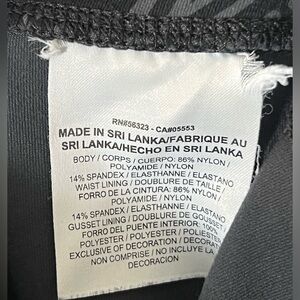 RN#56323 - CA#05553
MADE IN SRI LANKA/FABRIQUE AU
SRI LANKA/HECHO EN SRI LANKA
BODY / CORPS / CUERPO: 86% NYLON /
POLYAMIDE / NYLON
14% SPANDEX / ELASTHANNE / ELASTANO
WAIST LINING / DOUBLURE DE TAILLE /
FORRO DE LA CINTURA: 86% NYLON /
POLYAMIDE / NYLON
14% SPANDEX / ELASTHANNE / ELASTANO
GUSSET LINING / DOUBLURE DE GOUSSET
FORRO DEL PUENTE INTERIOR: 100%
POLYESTER / POLYESTER / POLIEST
EXCLUSIVE OF DECORATION / DECORAT
NON COMPRISE / NO INCLUYE LA
DECORACION